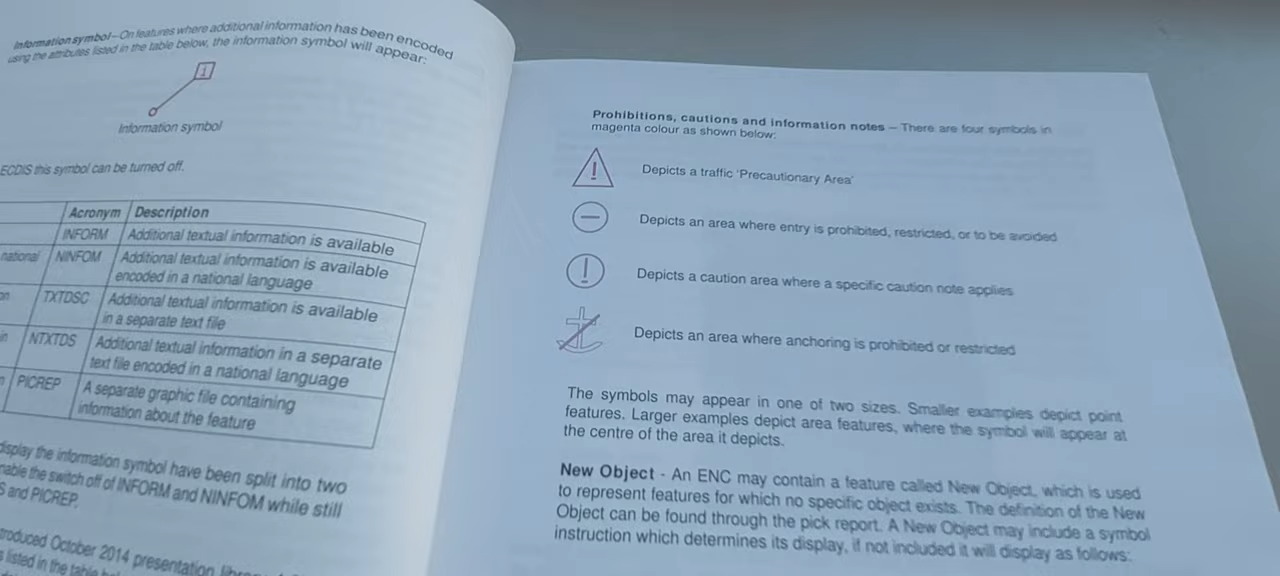 Information symbol – On features where additional information has been encoded
using the attributes listed in the table below, the information symbol will appear:
i
Information symbol
ECDIS this symbol can be turned off.
Acronym Description
INFORM Additional textual information is available
national NINFOM Additional textual information is available
encoded in a national language
TXTDSC Additional textual information is available
in a separate text file
NTXTDS Additional textual information in a separate
text file encoded in a national language
PICREP A separate graphic file containing
information about the feature
display the information symbol have been split into two
the switch off of INFORM and NINFOM while still
and PICREP.
October 2014 presentation
listed in the table
Prohibitions, cautions and information notes – There are four symbols in
magenta colour as shown below:
! Depicts a traffic 'Precautionary Area'
Depicts an area where entry is prohibited, restricted, or to be avoided
! Depicts a caution area where a specific caution note applies
Depicts an area where anchoring is prohibited or restricted
The symbols may appear in one of two sizes. Smaller examples depict point
features. Larger examples depict area features, where the symbol will appear at
the centre of the area it depicts.
New Object - An ENC may contain a feature called New Object, which is used
to represent features for which no specific object exists. The definition of the New
Object can be found through the pick report. A New Object may include a symbol
instruction which determines its display, if not included it will display as follows: